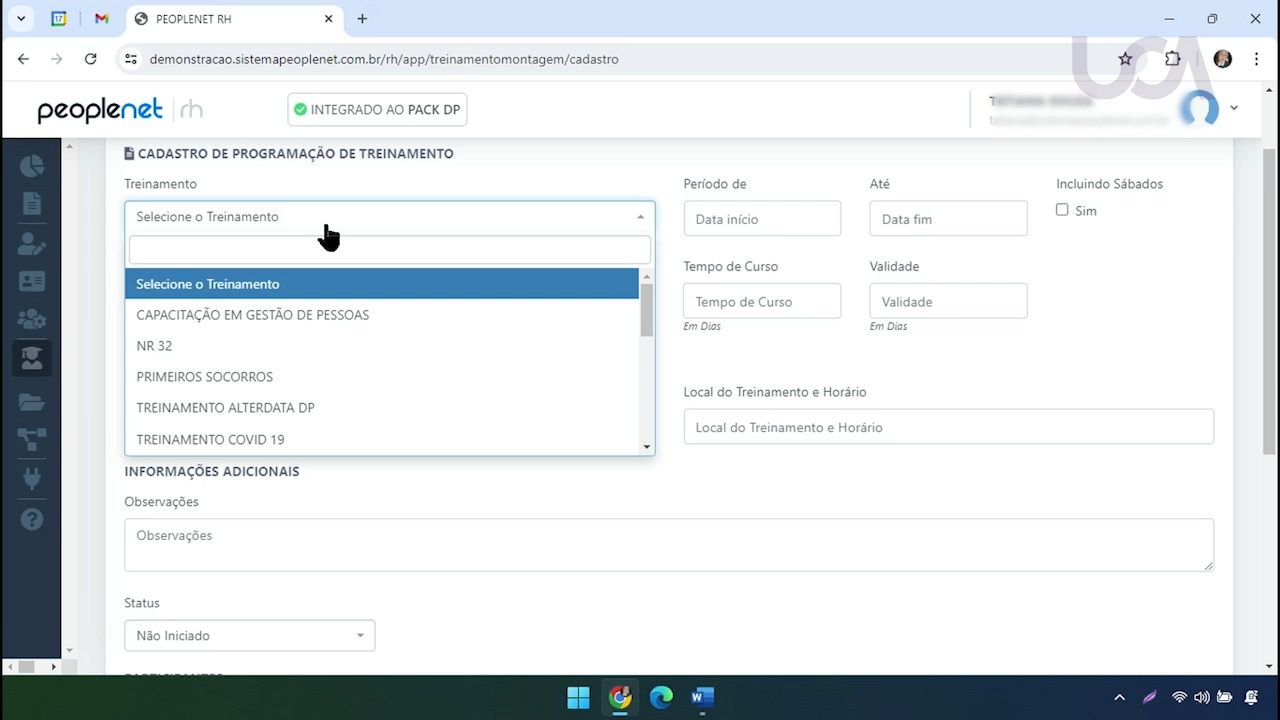 PEOPLENET RH
demonstracao.sistemapeoplenet.com.br/rh/app/treinamentomontagem/cadastro
UCA
peoplenet rh
INTEGRADO AO PACK DP
CADASTRO DE PROGRAMAÇÃO DE TREINAMENTO
Treinamento
Período de
Até
Incluindo Sábados
Selecione o Treinamento
Data início
Data fim
Sim
Selecione o Treinamento
Tempo de Curso
Validade
Tempo de Curso
Validade
Em Dias
Em Dias
CAPACITAÇÃO EM GESTÃO DE PESSOAS
NR 32
PRIMEIROS SOCORROS
TREINAMENTO ALTERDATA DP
TREINAMENTO COVID 19
Local do Treinamento e Horário
Local do Treinamento e Horário
INFORMAÇÕES ADICIONAIS
Observações
Observações
Status
Não Iniciado